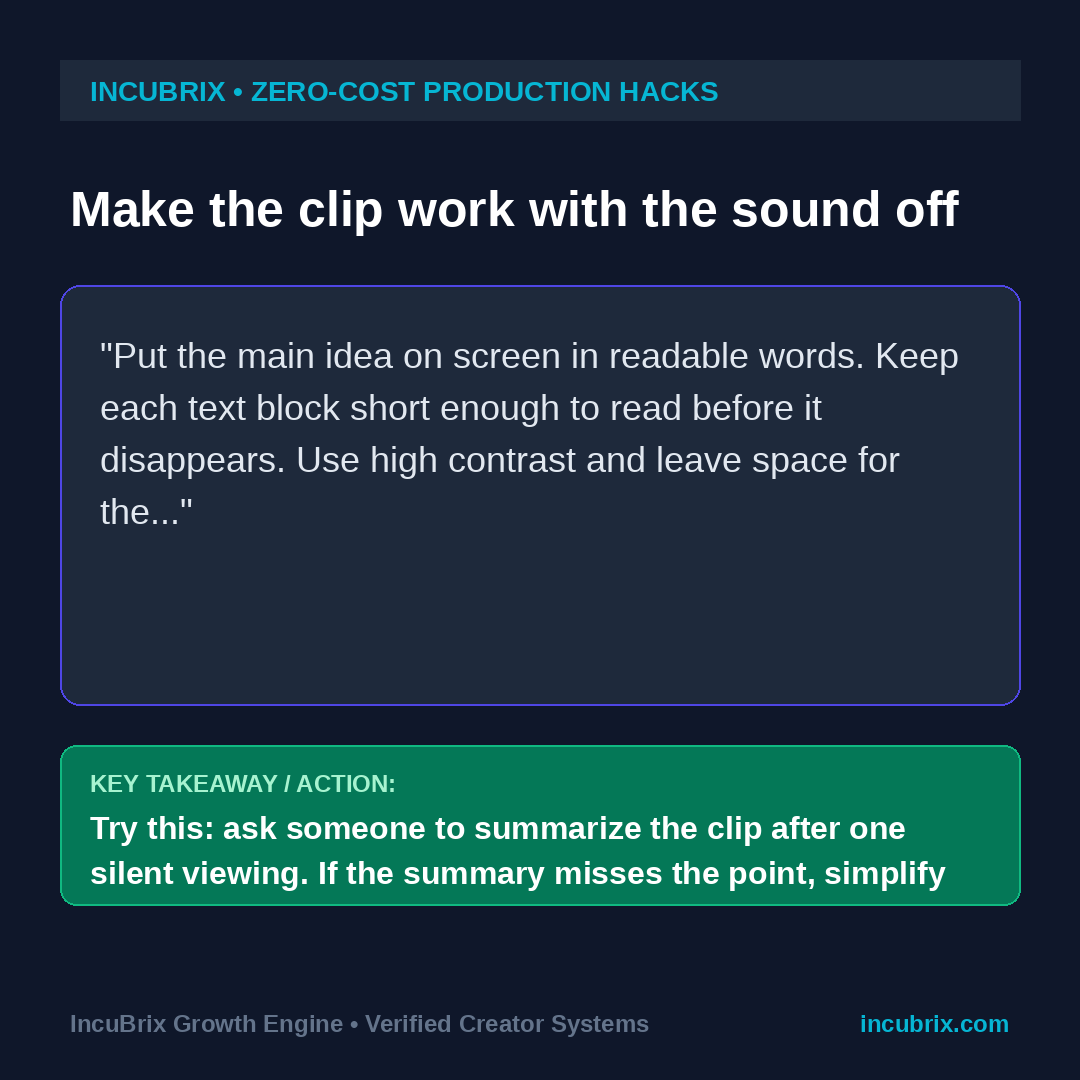 INCUBRIX • ZERO-COST PRODUCTION HACKS
Make the clip work with the sound off
"Put the main idea on screen in readable words. Keep
each text block short enough to read before it
disappears. Use high contrast and leave space for
the..."
KEY TAKEAWAY / ACTION:
Try this: ask someone to summarize the clip after one
silent viewing. If the summary misses the point, simplify
IncuBrix Growth Engine • Verified Creator Systems
incubrix.com